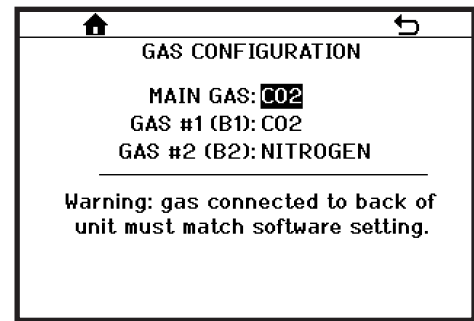 GAS CONFIGURATION
MAIN GAS: CO2
GAS #1 (B1): CO2
GAS #2 (B2): NITROGEN
Warning: gas connected to back of
unit must match software setting.